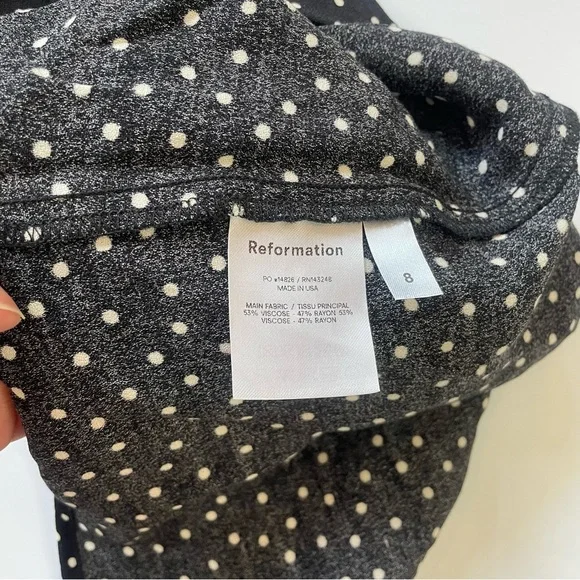 Reformation
PO #14826 / RN143246
MADE IN USA
MAIN FABRIC / TISSU PRINCIPAL
53% VISCOSE - 47% RAYON 53%
VISCOSE - 47% RAYON
8